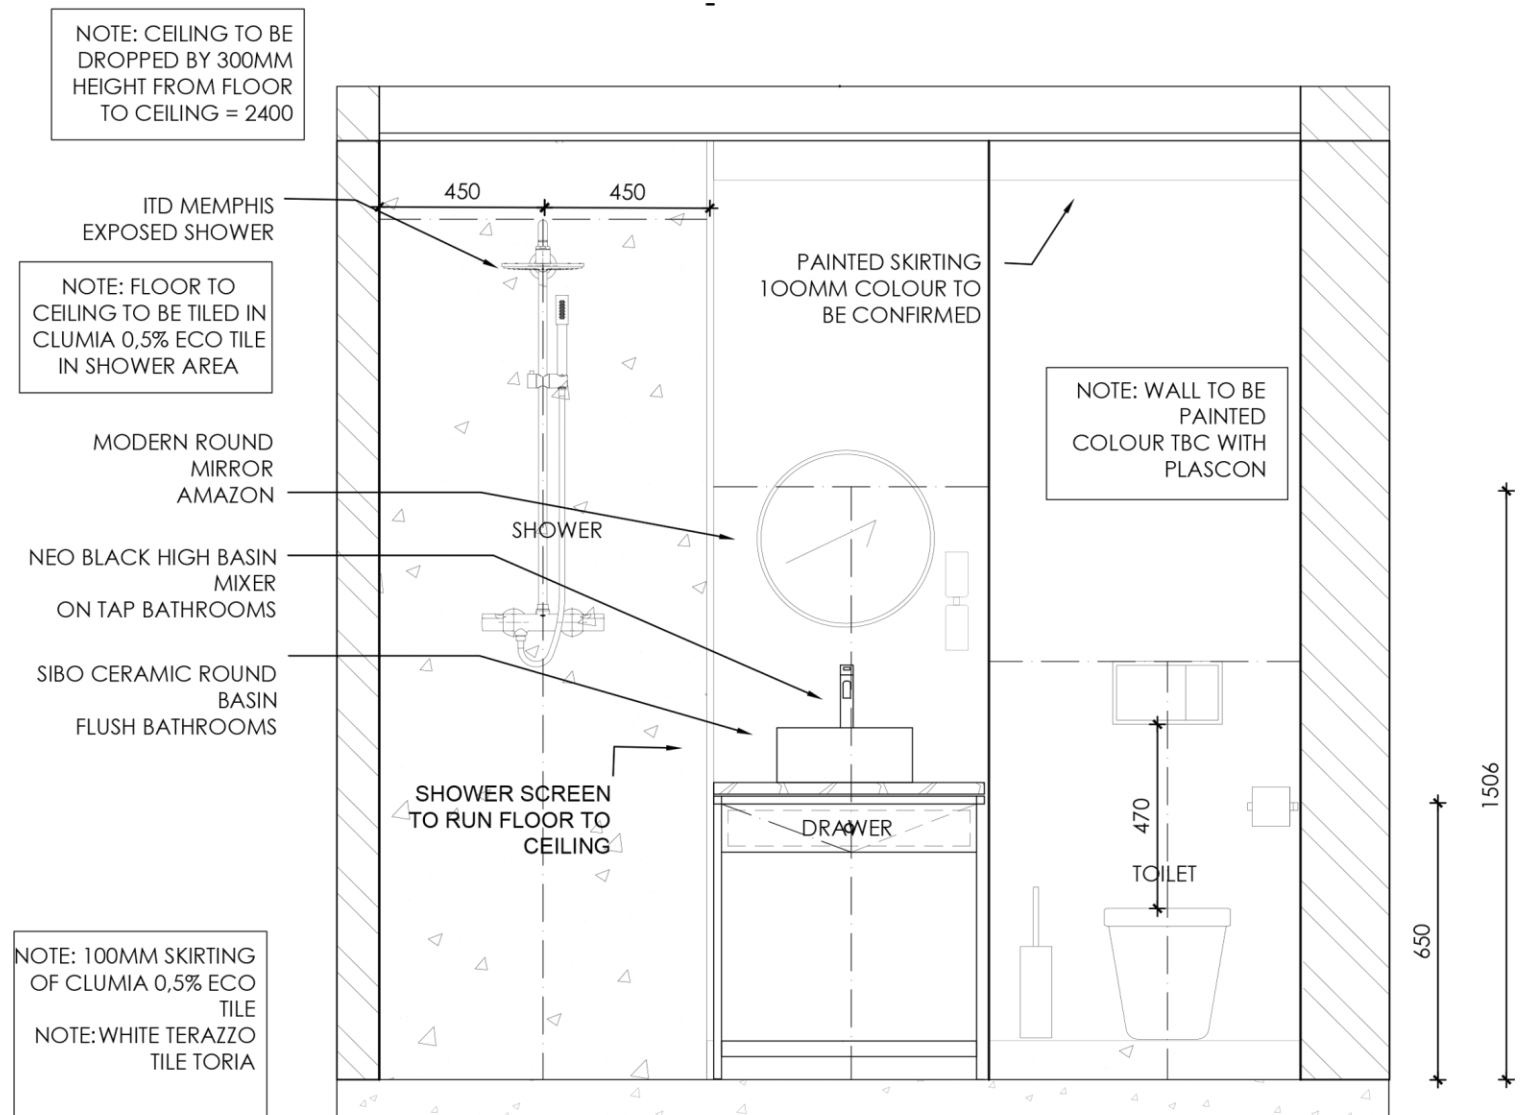 NOTE: CEILING TO BE
DROPPED BY 300MM
HEIGHT FROM FLOOR
TO CEILING = 2400
ITD MEMPHIS
EXPOSED SHOWER
NOTE: FLOOR TO
CEILING TO BE TILED IN
CLUMIA 0,5% ECO TILE
IN SHOWER AREA
MODERN ROUND
MIRROR
AMAZON
NEO BLACK HIGH BASIN
MIXER
ON TAP BATHROOMS
SIBO CERAMIC ROUND
BASIN
FLUSH BATHROOMS
NOTE: 100MM SKIRTING
OF CLUMIA 0,5% ECO
TILE
NOTE:WHITE TERAZZO
TILE TORIA
450
450
SHOWER
SHOWER SCREEN
TO RUN FLOOR TO
CEILING
PAINTED SKIRTING
1OOMM COLOUR TO
BE CONFIRMED
DRAWER
NOTE: WALL TO BE
PAINTED
COLOUR TBC WITH
PLASCON
470
TOILET
650
1506